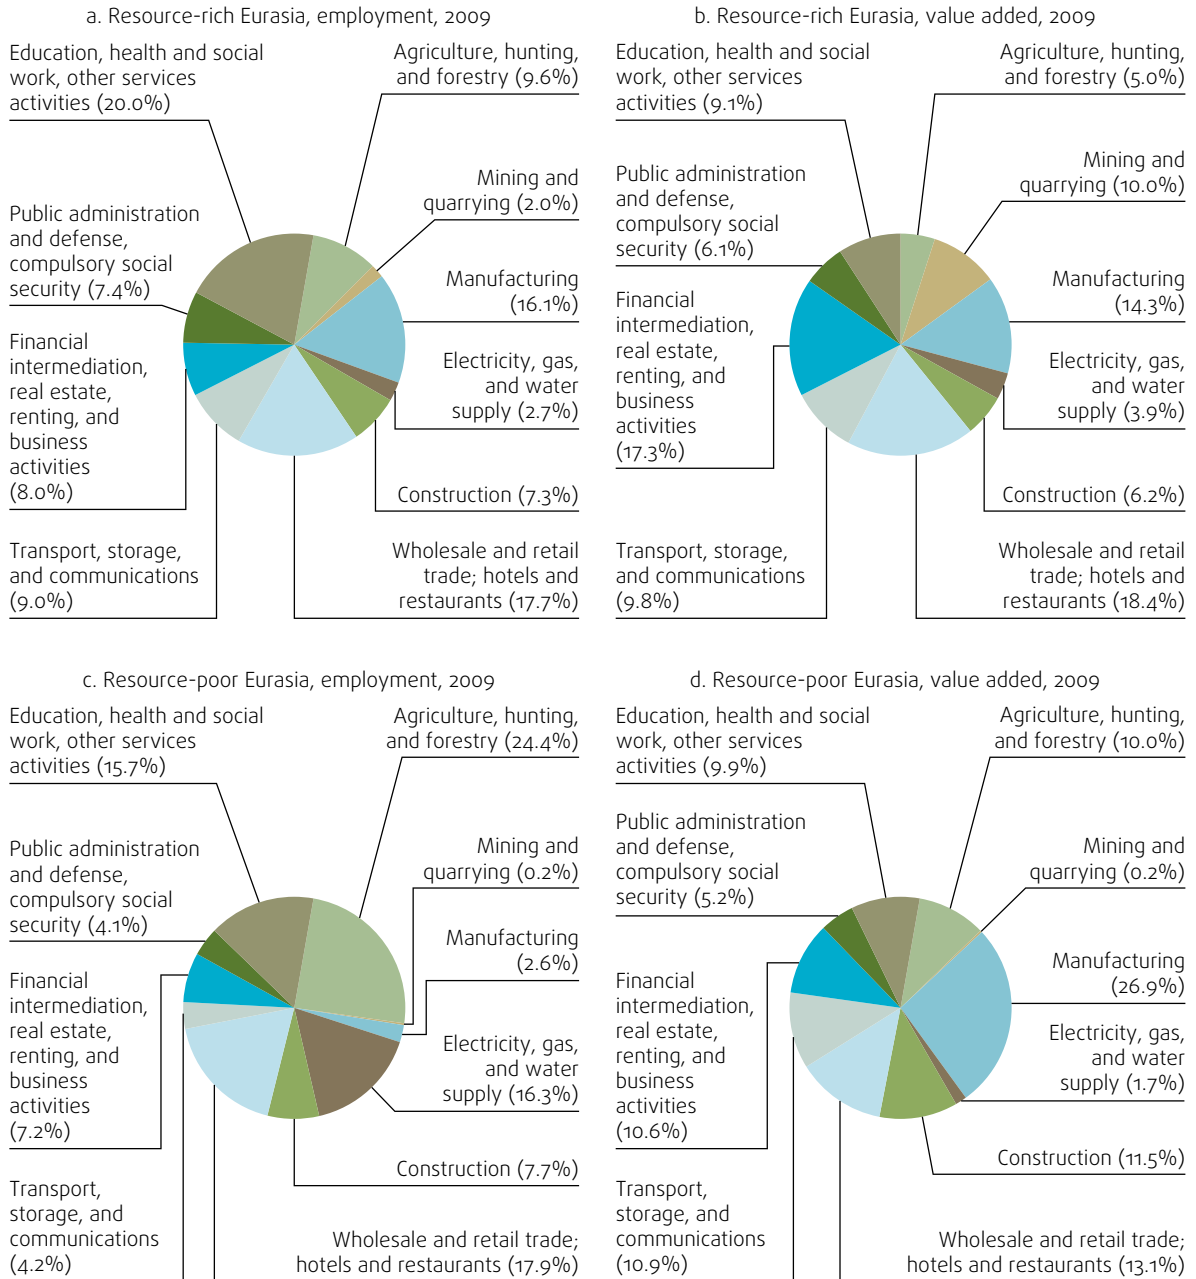 a. Resource-rich Eurasia, employment, 2009
Education, health and social
work, other services
activities (20.0%)
Agriculture, hunting,
and forestry (9.6%)
Mining and
quarrying (2.0%)
Public administration
and defense,
compulsory social
security (7.4%)
Manufacturing
(16.1%)
Financial
intermediation,
real estate,
renting, and
business
activities
(8.0%)
Electricity, gas,
and water
supply (2.7%)
Construction (7.3%)
Transport, storage,
and communications
(9.0%)
Wholesale and retail
trade; hotels and
restaurants (17.7%)
b. Resource-rich Eurasia, value added, 2009
Education, health and social
work, other services
activities (9.1%)
Agriculture, hunting,
and forestry (5.0%)
Public administration
and defense,
compulsory social
security (6.1%)
Mining and
quarrying (10.0%)
Manufacturing
(14.3%)
Financial
intermediation,
real estate,
renting, and
business
activities
(17.3%)
Electricity, gas,
and water
supply (3.9%)
Construction (6.2%)
Transport, storage,
and communications
(9.8%)
Wholesale and retail
trade; hotels and
restaurants (18.4%)
c. Resource-poor Eurasia, employment, 2009
Education, health and social
work, other services
activities (15.7%)
Agriculture, hunting,
and forestry (24.4%)
Public administration
and defense,
compulsory social
security (4.1%)
Mining and
quarrying (0.2%)
Manufacturing
(2.6%)
Financial
intermediation,
real estate,
renting, and
business
activities
(7.2%)
Electricity, gas,
and water
supply (16.3%)
Construction (7.7%)
Transport,
storage, and
communications
(4.2%)
Wholesale and retail trade;
hotels and restaurants (17.9%)
d. Resource-poor Eurasia, value added, 2009
Education, health and social
work, other services
activities (9.9%)
Agriculture, hunting,
and forestry (10.0%)
Public administration
and defense,
compulsory social
security (5.2%)
Mining and
quarrying (0.2%)
Manufacturing
(26.9%)
Financial
intermediation,
real estate,
renting, and
business
activities
(10.6%)
Electricity, gas,
and water
supply (1.7%)
Construction (11.5%)
Transport,
storage, and
communications
(10.9%)
Wholesale and retail trade;
hotels and restaurants (13.1%)